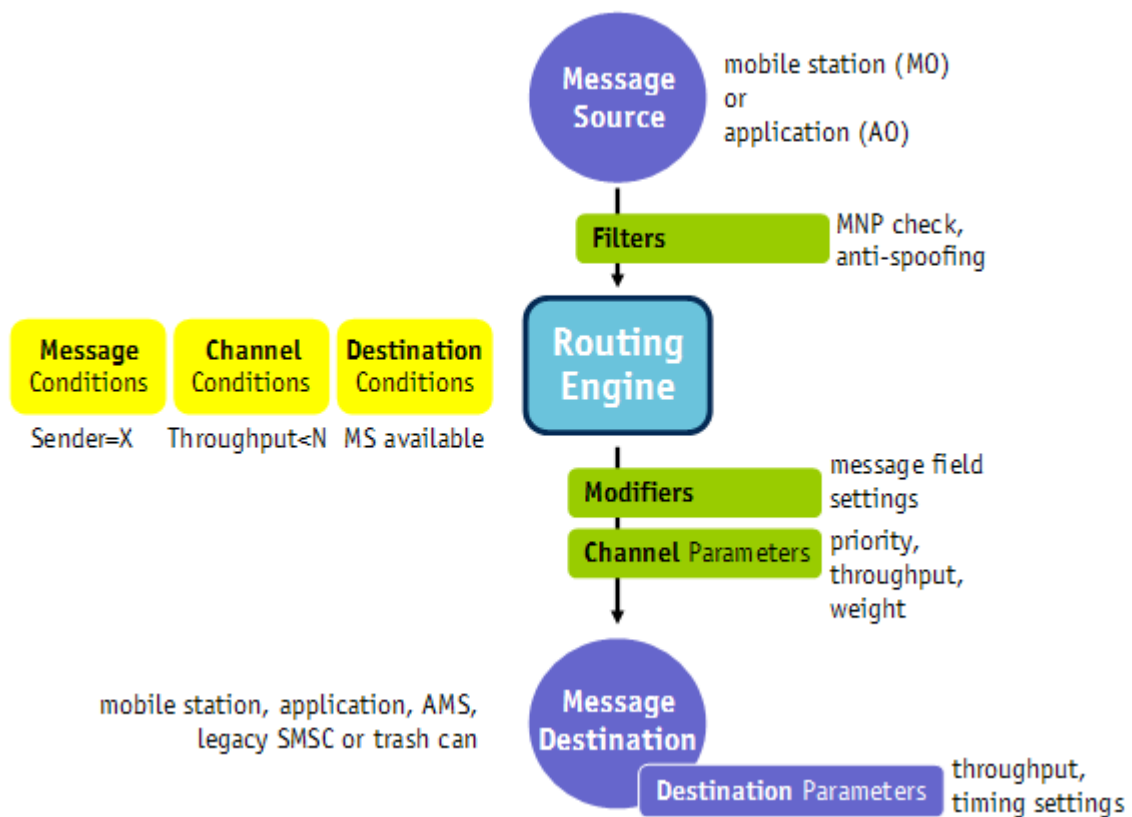 Message
Source
mobile station (MO)
or
application (AO)
Filters
MNP check,
anti-spoofing
Message
Conditions
Channel
Conditions
Destination
Conditions
Routing
Engine
Sender=X
Throughput<N
MS available
Modifiers
message field
settings
Channel Parameters
priority,
throughput,
weight
mobile station, application, AMS,
legacy SMSC or trash can
Message
Destination
Destination Parameters
throughput,
timing settings